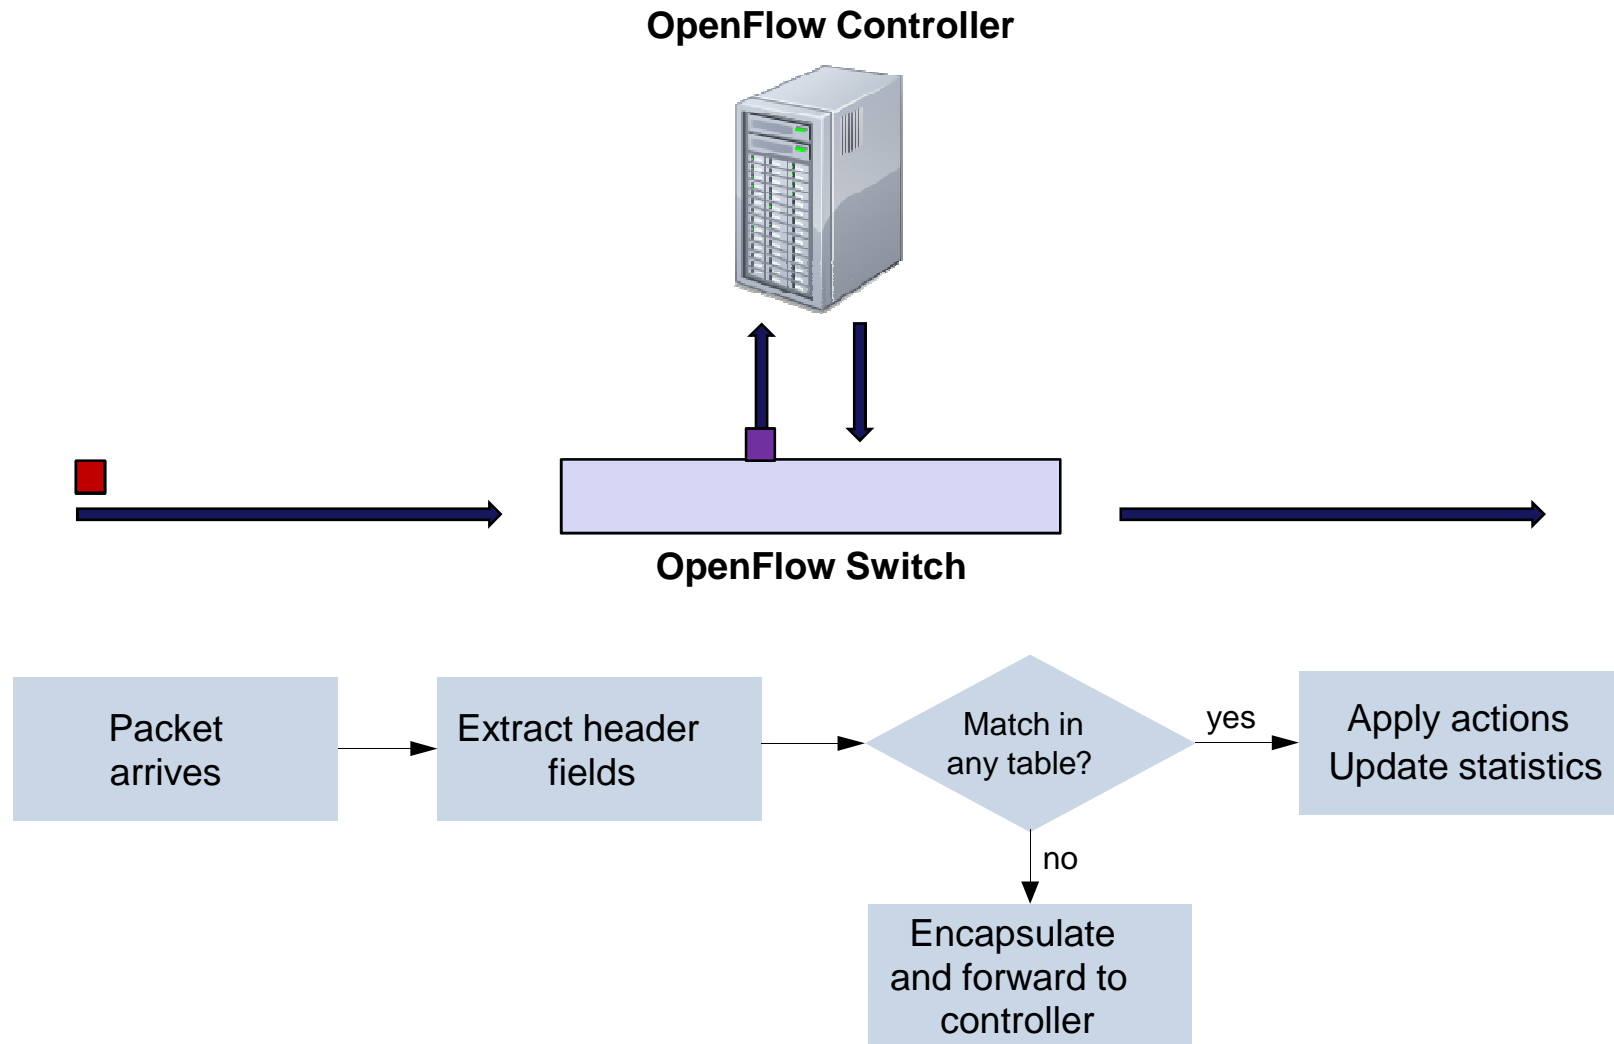 OpenFlow Controller
OpenFlow Switch
Packet
arrives
Extract header
fields
Match in
any table?
yes
Apply actions
Update statistics
no
Encapsulate
and forward to
controller